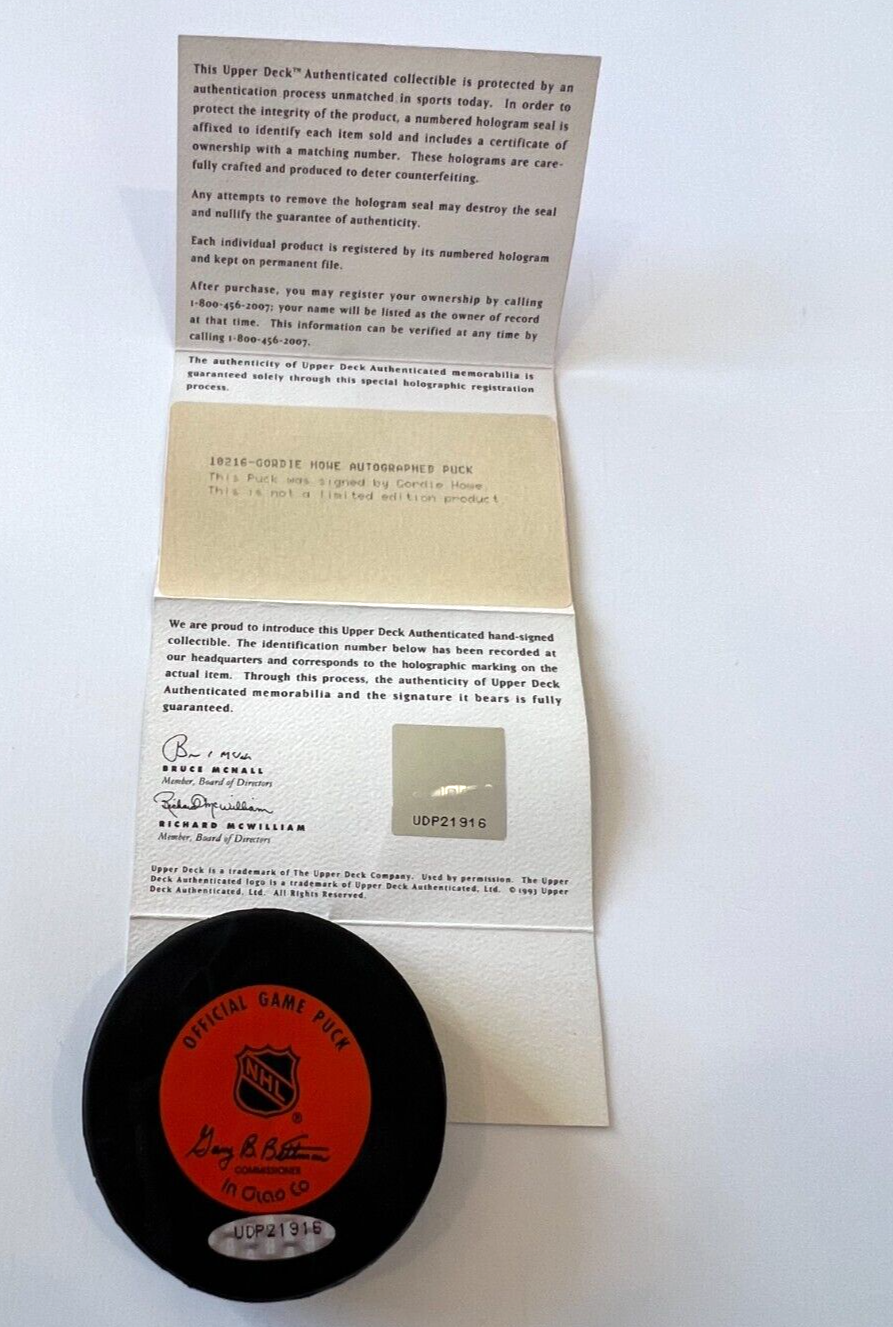 This Upper Deck™ Authenticated collectible is protected by an
authentication process unmatched in sports today. In order to
protect the integrity of the product, a numbered hologram seal is
affixed to identify each item sold and includes a certificate of
ownership with a matching number. These holograms are care-
fully crafted and produced to deter counterfeiting.
Any attempts to remove the hologram seal may destroy the seal
and nullify the guarantee of authenticity.
Each individual product is registered by its numbered hologram
and kept on permanent file.
After purchase, you may register your ownership by calling
1-800-456-2007; your name will be listed as the owner of record
at that time. This information can be verified at any time by
calling 1-800-456-2007.
The authenticity of Upper Deck Authenticated memorabilia is
guaranteed solely through this special holographic registration
process.
10216-GORDIE HOWE AUTOGRAPHED PUCK
This Puck was signed by Gordie Howe.
This is not a limited edition product
We are proud to introduce this Upper Deck Authenticated hand-signed
collectible. The identification number below has been recorded at
our headquarters and corresponds to the holographic marking on the
actual item. Through this process, the authenticity of Upper Deck
Authenticated memorabilia and the signature it bears is fully
guaranteed.
BRUCE MCNALL
Member, Board of Directors
Richard McWilliam
RICHARD MCWILLIAM
Member, Board of Directors
UDP21916
Upper Deck is a trademark of The Upper Deck Company. Used by permission. The Upper
Deck Authenticated logo is a trademark of Upper Deck Authenticated, Ltd. © 1993 Upper
Deck Authenticated, Ltd. All Rights Reserved.
OFFICIAL GAME PUCK
NHL
®
Gary B. Bettman
COMMISSIONER
In Glas Co
UDP21916